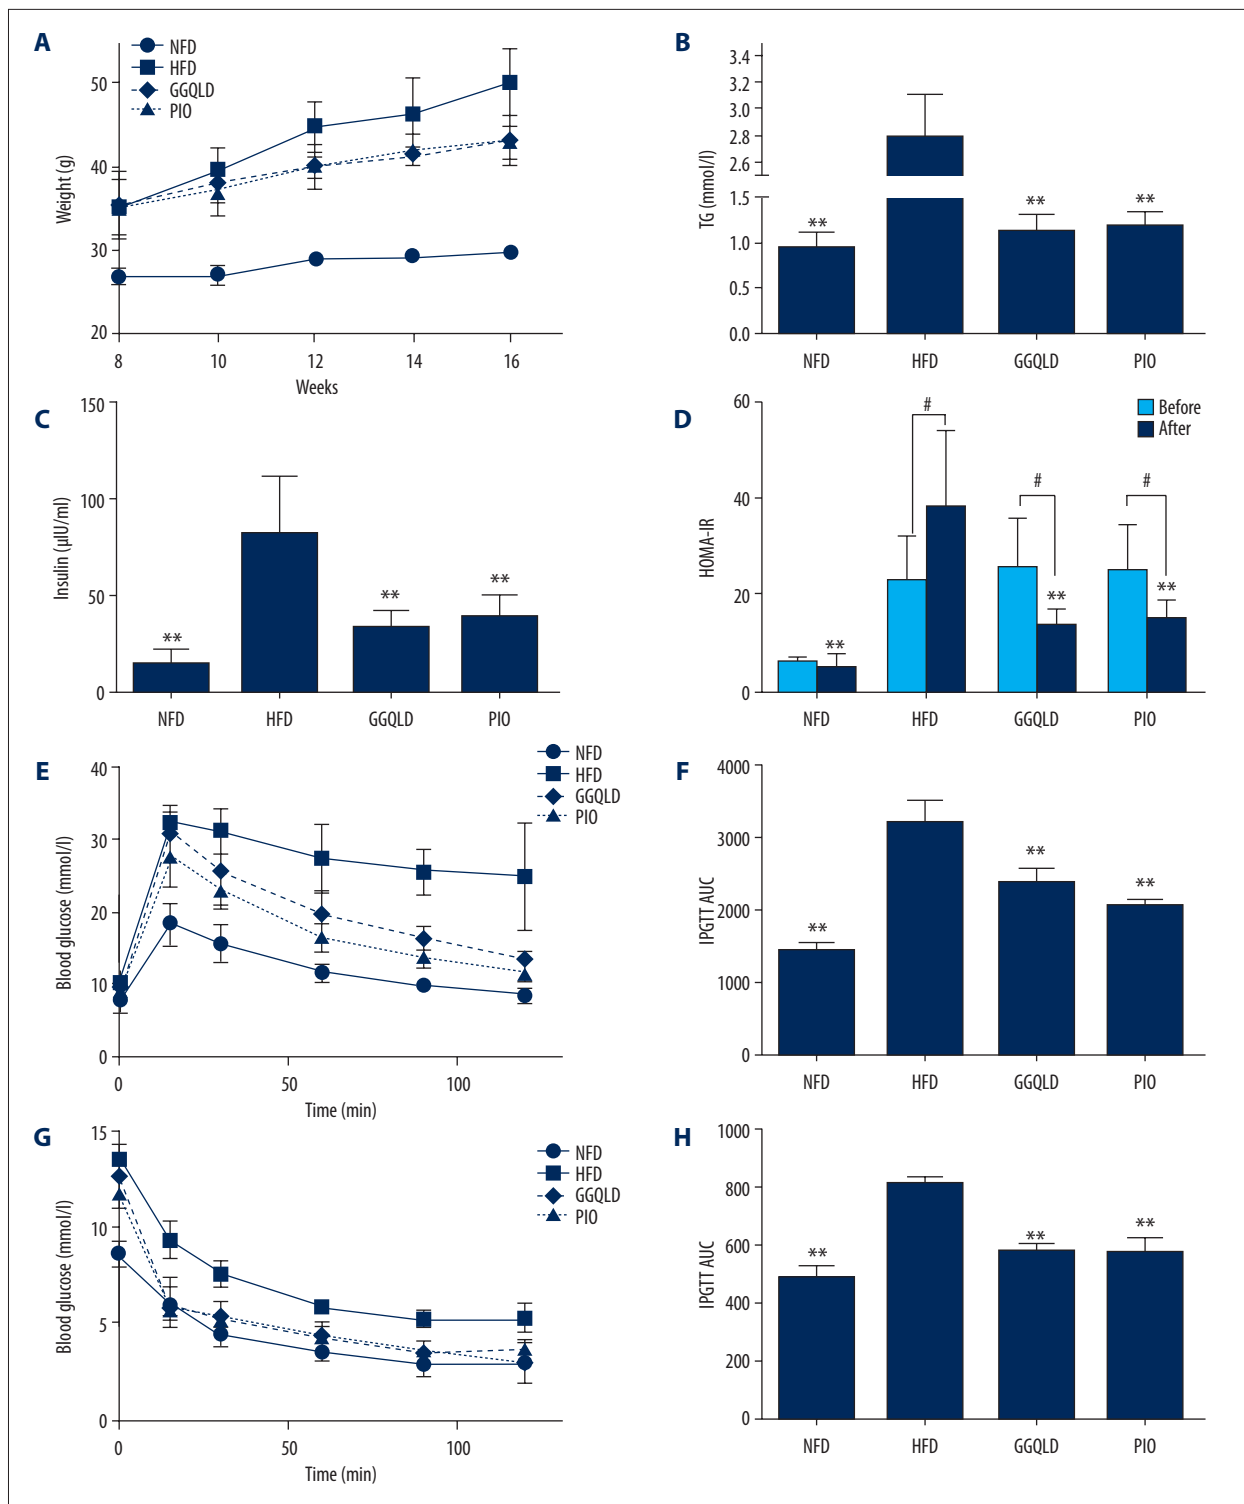 A
NFD
HFD
GGQLD
PIO
50
40
30
20
Weight (g)
8
10
12
14
16
Weeks
B
3.4
3.2
3.0
2.8
2.6
1.5
1.0
0.5
0.0
TG (mmol/l)
**
**
**
NFD
HFD
GGQLD
PIO
C
150
100
50
0
Insulin (µIU/ml)
**
**
**
NFD
HFD
GGQLD
PIO
D
60
40
20
0
HOMA-IR
Before
After
#
#
#
**
**
**
NFD
HFD
GGQLD
PIO
E
NFD
HFD
GGQLD
PIO
40
30
20
10
0
Blood glucose (mmol/l)
0
50
100
Time (min)
F
4000
3000
2000
1000
0
IPGTT AUC
**
**
**
NFD
HFD
GGQLD
PIO
G
NFD
HFD
GGQLD
PIO
15
10
5
0
Blood glucose (mmol/l)
0
50
100
Time (min)
H
1000
800
600
400
200
0
IPGTT AUC
**
**
**
NFD
HFD
GGQLD
PIO